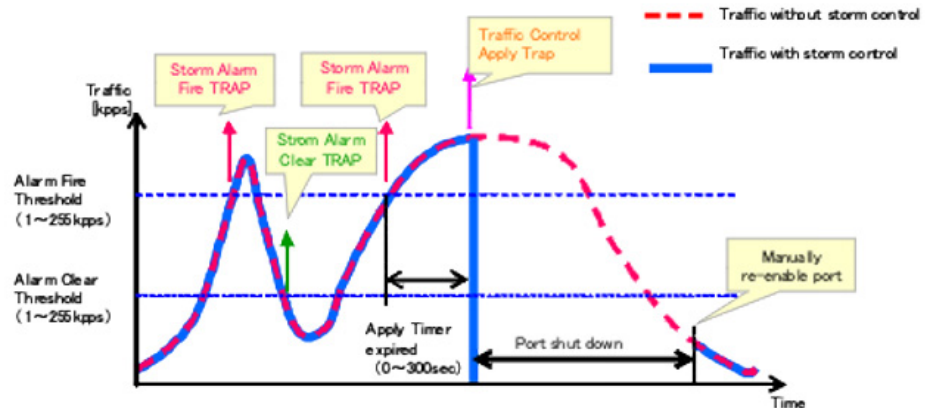 Traffic without storm control
Traffic with storm control
Traffic Control
Apply Trap
Storm Alarm
Fire TRAP
Storm Alarm
Fire TRAP
Strom Alarm
Clear TRAP
Traffic
[kpps]
Alarm Fire
Threshold
(1～255kpps)
Alarm Clear
Threshold
(1～255kpps)
Manually
re-enable port
Apply Timer
expired
(0～300sec)
Port shut down
Time